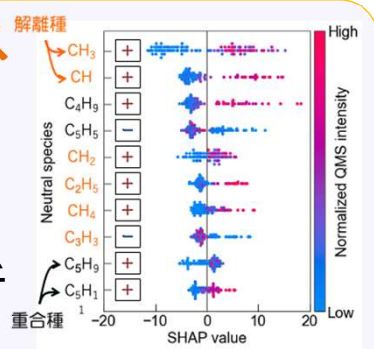 解離種
High
CH₃ +
CH +
C₄H₉ +
C₅H₅ −
CH₂ +
C₂H₅ +
CH₄ +
C₃H₃ −
C₅H₉ +
C₅H₁ +
1
重合種
Neutral species
−20 −10 0 10 20
SHAP value
Normalized QMS intensity
Low